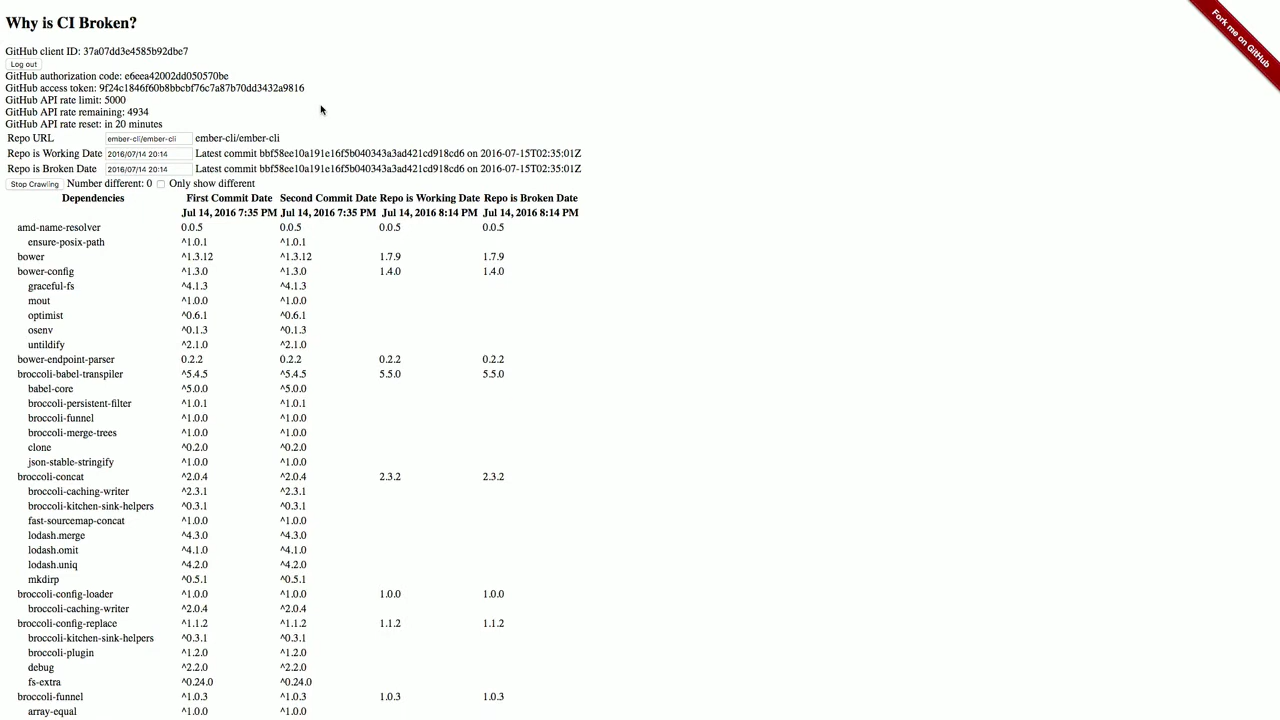 Why is CI Broken?
Fork me on GitHub
GitHub client ID: 37a07dd3e4585b92dbe7
Log out
GitHub authorization code: e6eea42002dd050570be
GitHub access token: 9f24c1846f60b8bbcbf76c7a87b70dd3432a9816
GitHub API rate limit: 5000
GitHub API rate remaining: 4934
GitHub API rate reset: in 20 minutes
Repo URL ember-cli/ember-cli ember-cli/ember-cli
Repo is Working Date 2016/07/14 20:14 Latest commit bbf58ee10a191e16f5b040343a3ad421cd918cd6 on 2016-07-15T02:35:01Z
Repo is Broken Date 2016/07/14 20:14 Latest commit bbf58ee10a191e16f5b040343a3ad421cd918cd6 on 2016-07-15T02:35:01Z
Stop Crawling Number different: 0 Only show different
Dependencies First Commit Date Second Commit Date Repo is Working Date Repo is Broken Date
Jul 14, 2016 7:35 PM Jul 14, 2016 7:35 PM Jul 14, 2016 8:14 PM Jul 14, 2016 8:14 PM
amd-name-resolver 0.0.5 0.0.5 0.0.5 0.0.5
ensure-posix-path ^1.0.1 ^1.0.1
bower ^1.3.12 ^1.3.12 1.7.9 1.7.9
bower-config ^1.3.0 ^1.3.0 1.4.0 1.4.0
graceful-fs ^4.1.3 ^4.1.3
mout ^1.0.0 ^1.0.0
optimist ^0.6.1 ^0.6.1
osenv ^0.1.3 ^0.1.3
untildify ^2.1.0 ^2.1.0
bower-endpoint-parser 0.2.2 0.2.2 0.2.2 0.2.2
broccoli-babel-transpiler ^5.4.5 ^5.4.5 5.5.0 5.5.0
babel-core ^5.0.0 ^5.0.0
broccoli-persistent-filter ^1.0.1 ^1.0.1
broccoli-funnel ^1.0.0 ^1.0.0
broccoli-merge-trees ^1.0.0 ^1.0.0
clone ^0.2.0 ^0.2.0
json-stable-stringify ^1.0.0 ^1.0.0
broccoli-concat ^2.0.4 ^2.0.4 2.3.2 2.3.2
broccoli-caching-writer ^2.3.1 ^2.3.1
broccoli-kitchen-sink-helpers ^0.3.1 ^0.3.1
fast-sourcemap-concat ^1.0.0 ^1.0.0
lodash.merge ^4.3.0 ^4.3.0
lodash.omit ^4.1.0 ^4.1.0
lodash.uniq ^4.2.0 ^4.2.0
mkdirp ^0.5.1 ^0.5.1
broccoli-config-loader ^1.0.0 ^1.0.0 1.0.0 1.0.0
broccoli-caching-writer ^2.0.4 ^2.0.4
broccoli-config-replace ^1.1.2 ^1.1.2 1.1.2 1.1.2
broccoli-kitchen-sink-helpers ^0.3.1 ^0.3.1
broccoli-plugin ^1.2.0 ^1.2.0
debug ^2.2.0 ^2.2.0
fs-extra ^0.24.0 ^0.24.0
broccoli-funnel ^1.0.3 ^1.0.3 1.0.3 1.0.3
array-equal ^1.0.0 ^1.0.0